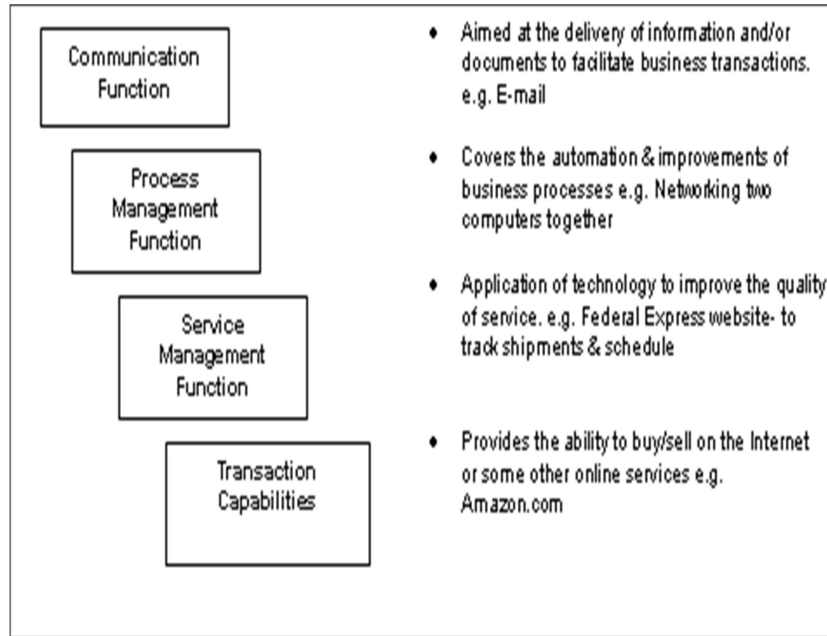 Communication
Function
• Aimed at the delivery of information and/or
documents to facilitate business transactions.
e.g. E-mail
Process
Management
Function
• Covers the automation & improvements of
business processes e.g. Networking two
computers together
Service
Management
Function
• Application of technology to improve the quality
of service. e.g. Federal Express website- to
track shipments & schedule
Transaction
Capabilities
• Provides the ability to buy/sell on the Internet
or some other online services e.g.
Amazon.com